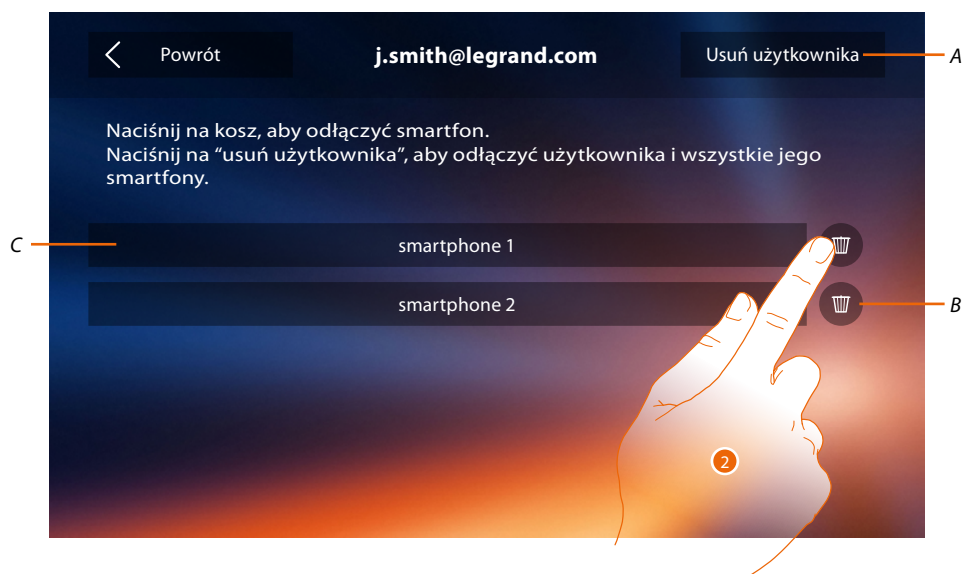 Powrót
j.smith@legrand.com
Usuń użytkownika
A
Naciśnij na kosz, aby odłączyć smartfon.
Naciśnij na “usuń użytkownika”, aby odłączyć użytkownika i wszystkie jego
smartfony.
C
smartphone 1
smartphone 2
B
2